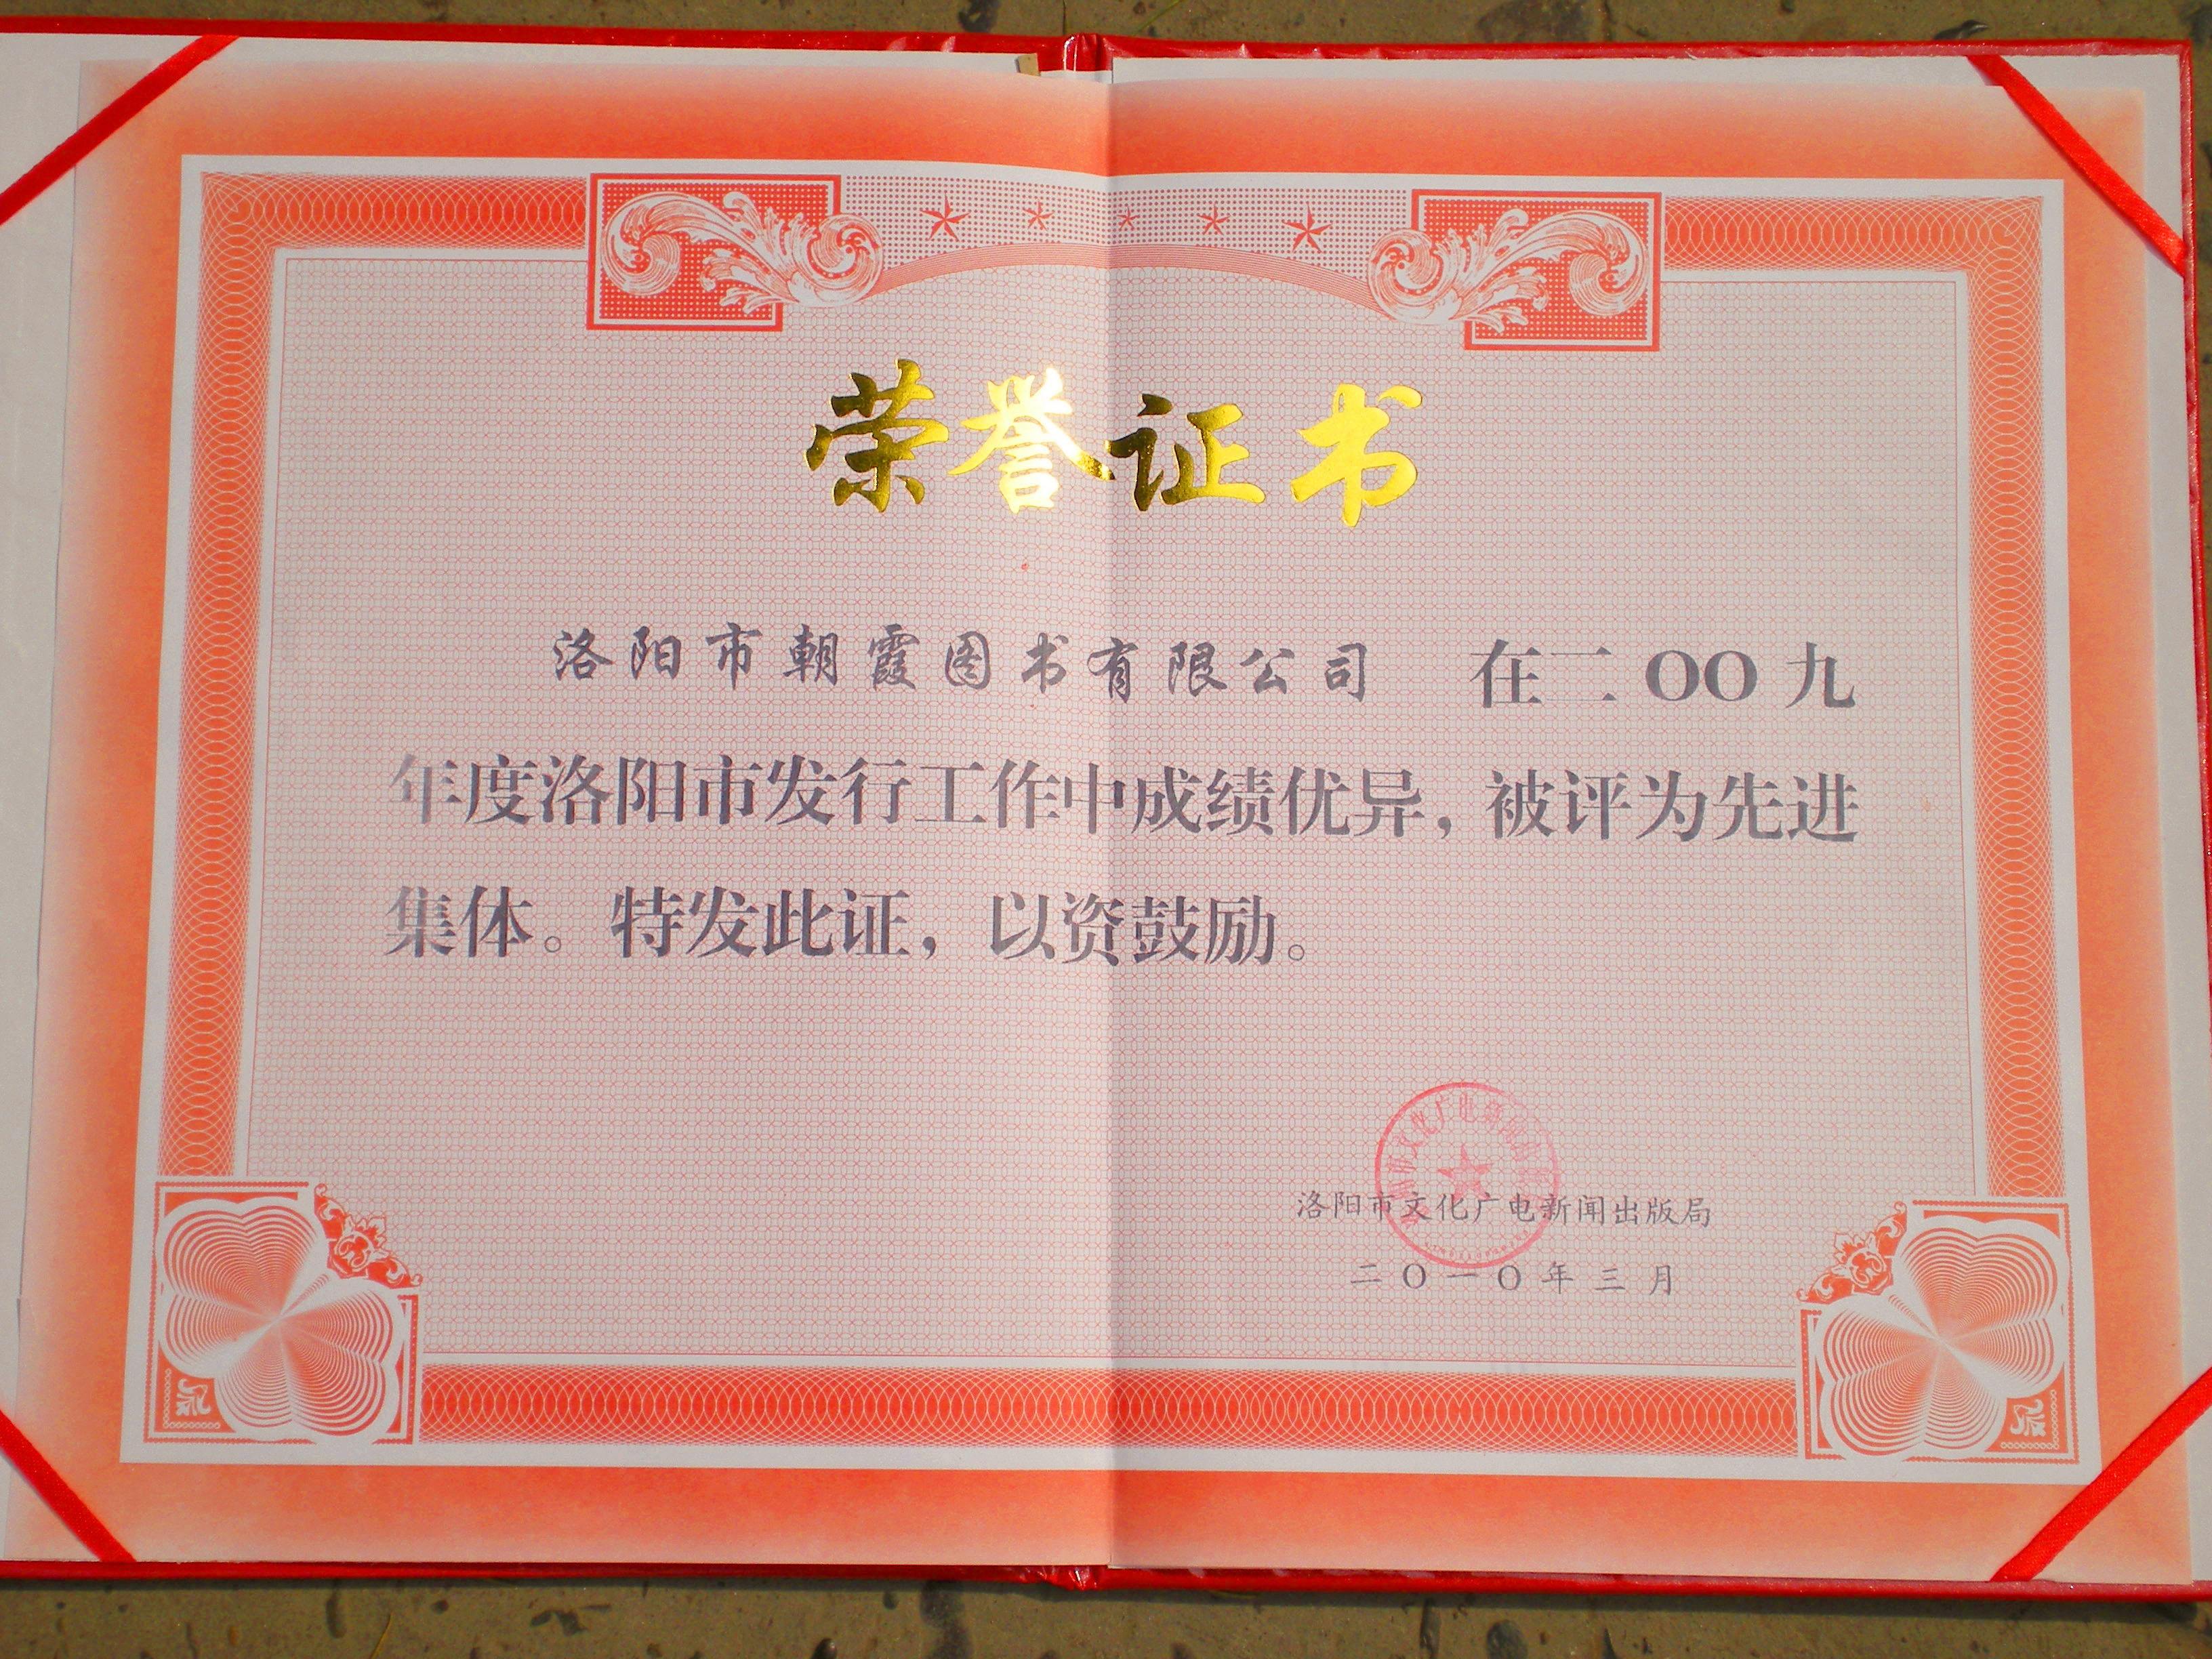 荣誉证书
洛阳市朝霞图书有限公司 在二OO九
年度洛阳市发行工作中成绩优异，被评为先进
集体。特发此证，以资鼓励。
洛阳市文化广电新闻出版局
二O一O年三月